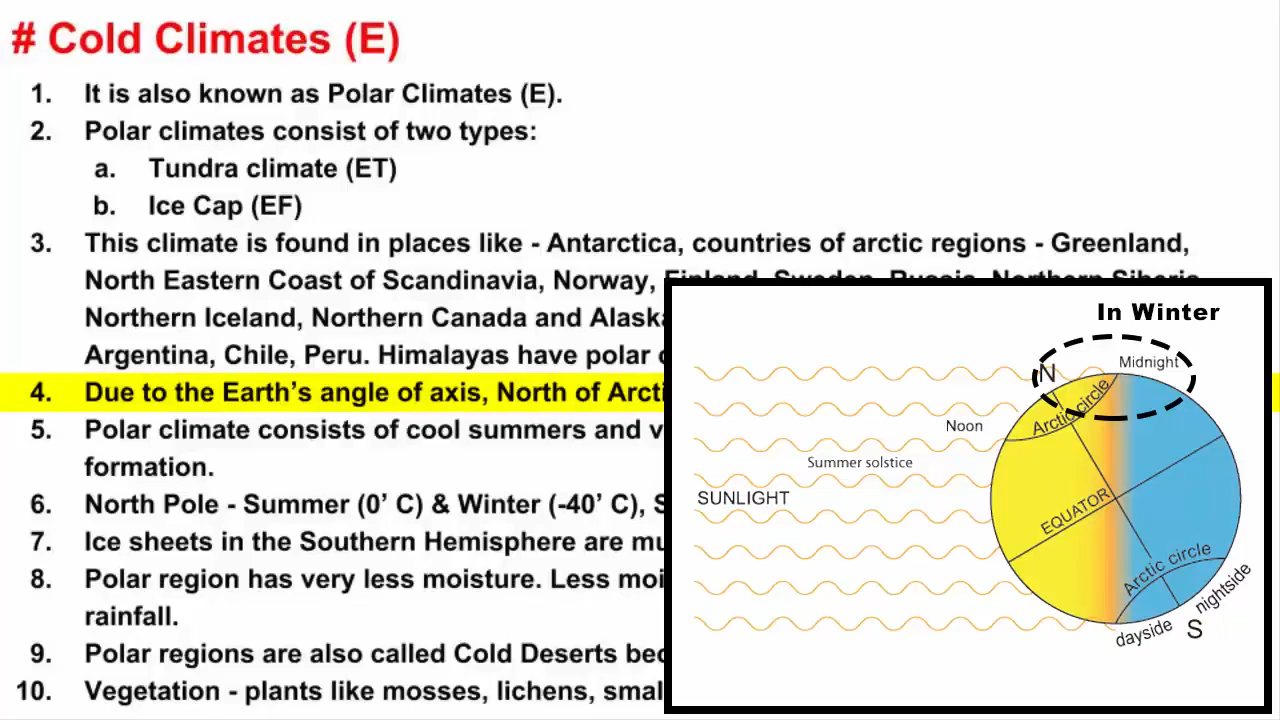 # Cold Climates (E)
1. It is also known as Polar Climates (E).
2. Polar climates consist of two types:
a. Tundra climate (ET)
b. Ice Cap (EF)
3. This climate is found in places like - Antarctica, countries of arctic regions - Greenland,
North Eastern Coast of Scandinavia, Norway, Finland, Sweden, Russia, Northern Siberia
Northern Iceland, Northern Canada and Alaska
Argentina, Chile, Peru. Himalayas have polar
4. Due to the Earth's angle of axis, North of Arcti
5. Polar climate consists of cool summers and v
formation.
6. North Pole - Summer (0' C) & Winter (-40' C), S
7. Ice sheets in the Southern Hemisphere are mu
8. Polar region has very less moisture. Less moi
rainfall.
9. Polar regions are also called Cold Deserts bec
10. Vegetation - plants like mosses, lichens, smal
In Winter
Midnight
N
Arctic circle
Noon
Summer solstice
SUNLIGHT
EQUATOR
Arctic circle
nightside
dayside
S